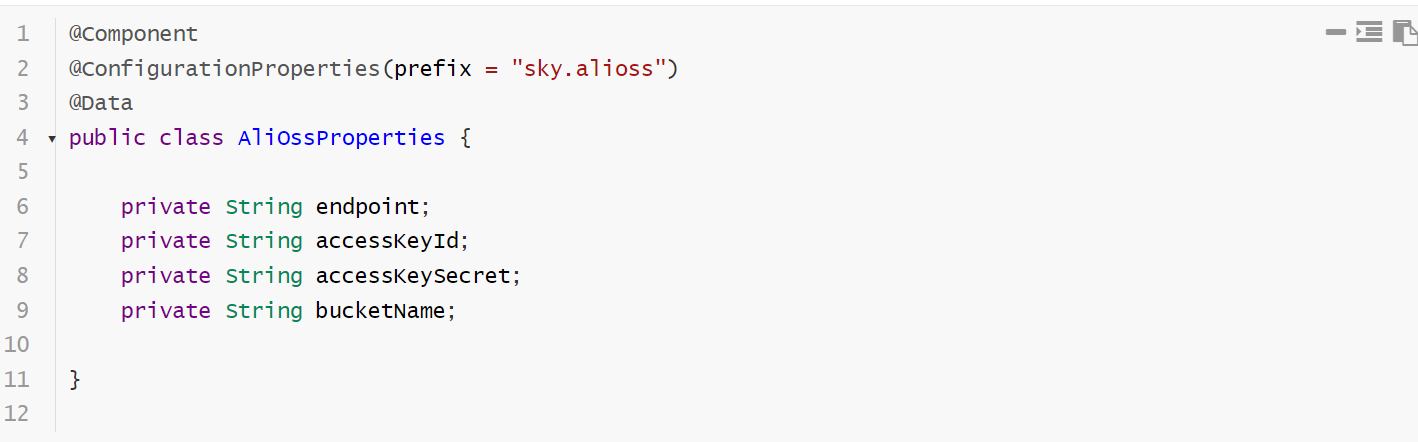 1 @Component
2 @ConfigurationProperties(prefix = "sky.alioss")
3 @Data
4 public class AliOssProperties {
5
6     private String endpoint;
7     private String accessKeyId;
8     private String accessKeySecret;
9     private String bucketName;
10
11 }
12